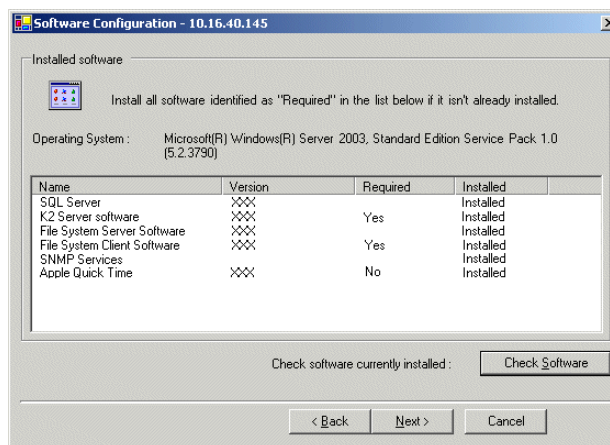 Software Configuration - 10.16.40.145
Installed software
Install all software identified as "Required" in the list below if it isn't already installed.
Operating System : Microsoft(R) Windows(R) Server 2003, Standard Edition Service Pack 1.0
(5.2.3790)
Name Version Required Installed
SQL Server XXX Installed
K2 Server software XXX Yes Installed
File System Server Software XXX Installed
File System Client Software XXX Yes Installed
SNMP Services Installed
Apple Quick Time XXX No Installed
Check software currently installed : Check Software
< Back Next > Cancel